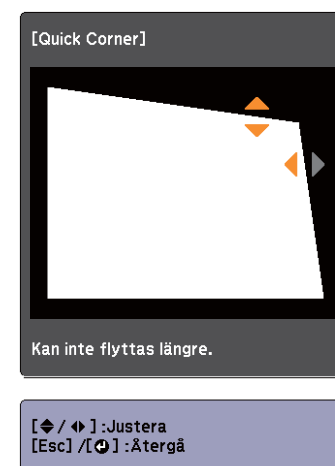 [Quick Corner]
Kan inte flyttas längre.
[◆/◆] :Justera
[Esc] /[↵] :Återgå